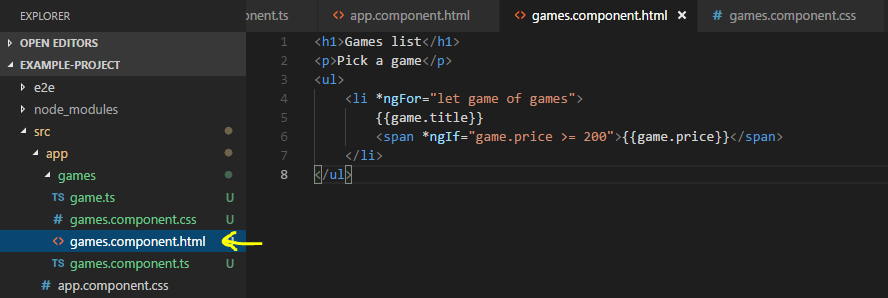 EXPLORER
OPEN EDITORS
EXAMPLE-PROJECT
e2e
node_modules
src
app
games
TS game.ts U
# games.component.css U
<> games.component.html
TS games.component.ts U
# app.component.css
onent.ts <> app.component.html <> games.component.html × # games.component.css
1 <h1>Games list</h1>
2 <p>Pick a game</p>
3 <ul>
4 <li *ngFor="let game of games">
5 {{game.title}}
6 <span *ngIf="game.price >= 200">{{game.price}}</span>
7 </li>
8 </ul>